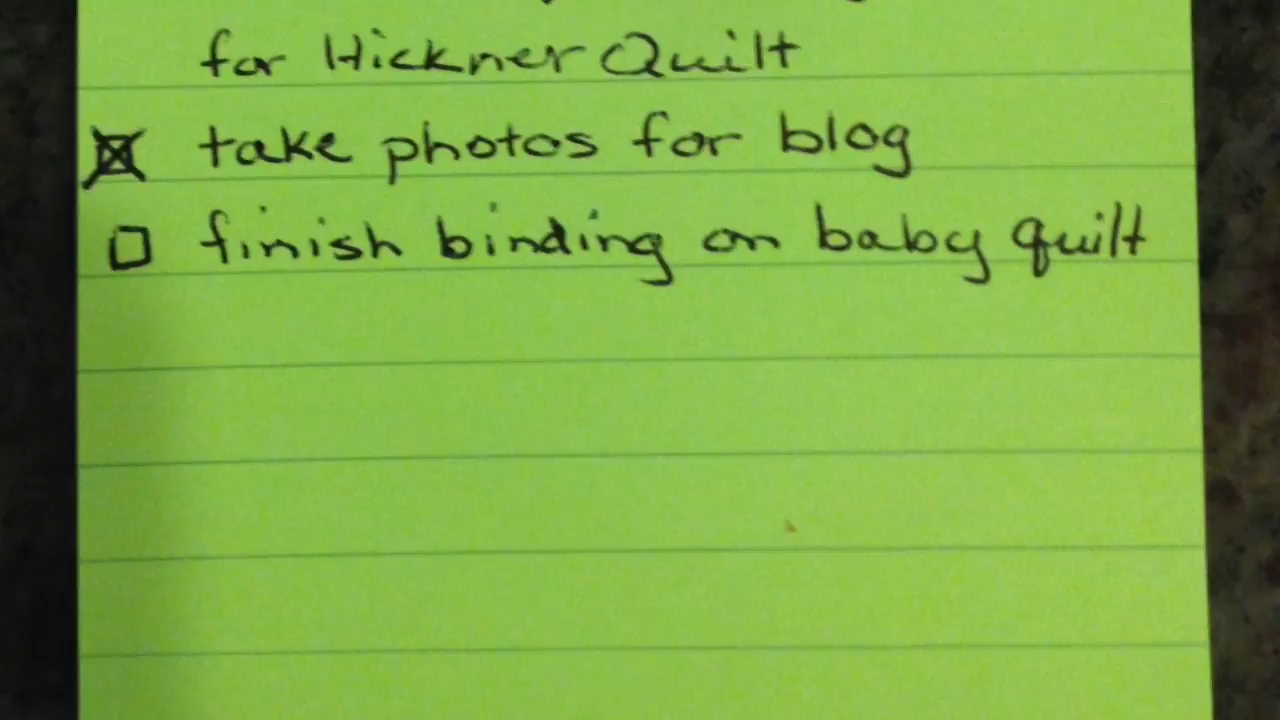 for Hickner Quilt
take photos for blog
finish binding on baby quilt